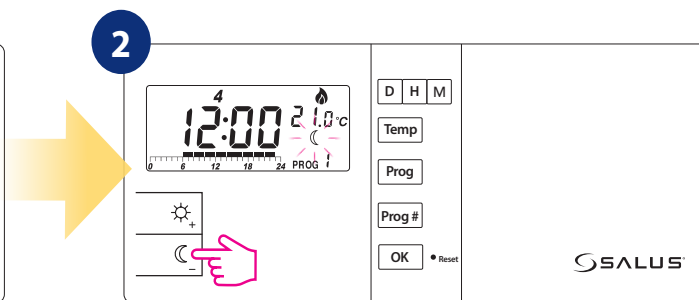 2
4
12:00
21.0 °C
0 6 12 18 24
PROG 1
+
−
D H M
Temp
Prog
Prog #
OK
Reset
SALUS